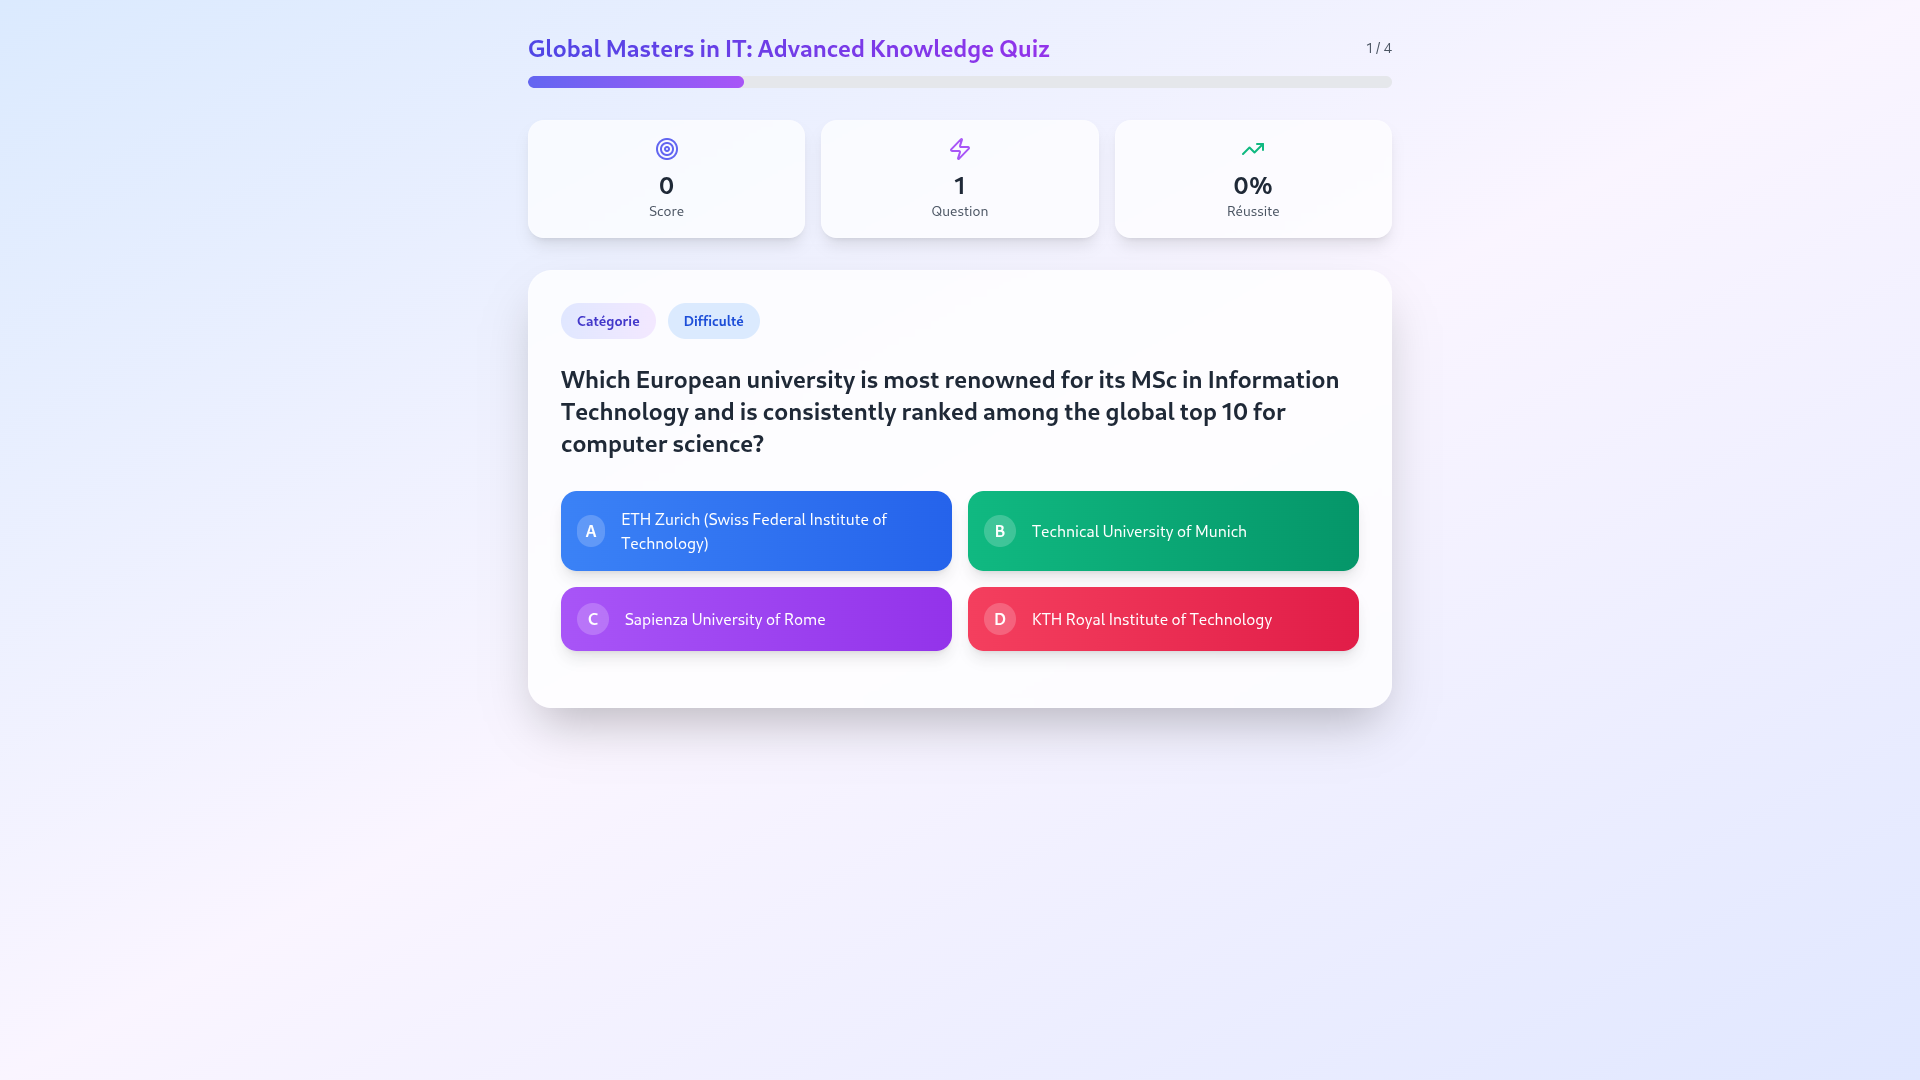 Global Masters in IT: Advanced Knowledge Quiz
1 / 4
0
Score
1
Question
0%
Réussite
Catégorie
Difficulté
Which European university is most renowned for its MSc in Information
Technology and is consistently ranked among the global top 10 for
computer science?
A
ETH Zurich (Swiss Federal Institute of
Technology)
B
Technical University of Munich
C
Sapienza University of Rome
D
KTH Royal Institute of Technology